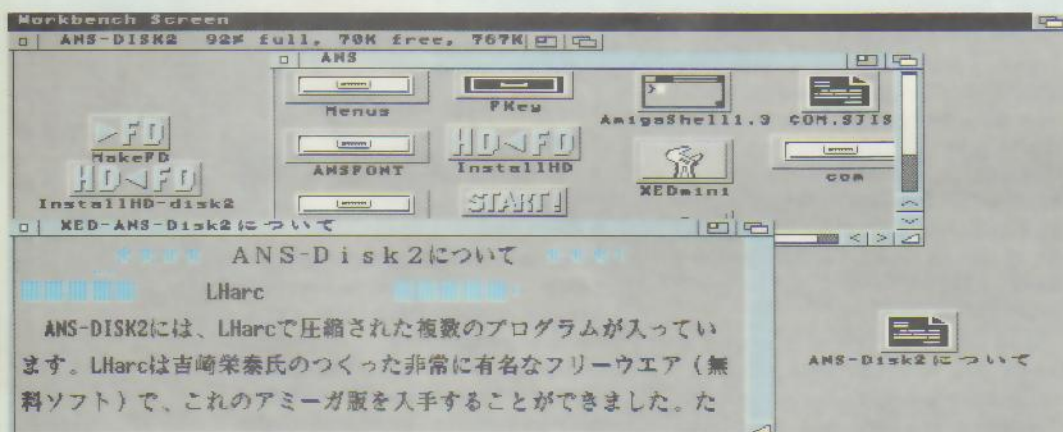 Workbench Screen
ANS-DISK2 92% full, 70K free, 767K
ANS
Menus
PKey
AmigaShell1.3
COM.SJIS
MakeFD
ANSFONT
InstallHD
XEDmini
com
InstallHD-disk2
▶FD
HD◀FD
HD◀FD
START!
XED-ANS-Disk2について
**** ANS-Disk2について ****
LHarc
ANS-DISK2には、LHarcで圧縮された複数のプログラムが入ってい
ます。LHarcは吉崎栄泰氏のつくった非常に有名なフリーウエア（無
料ソフト）で、これのアミーガ版を入手することができました。た
ANS-Disk2について